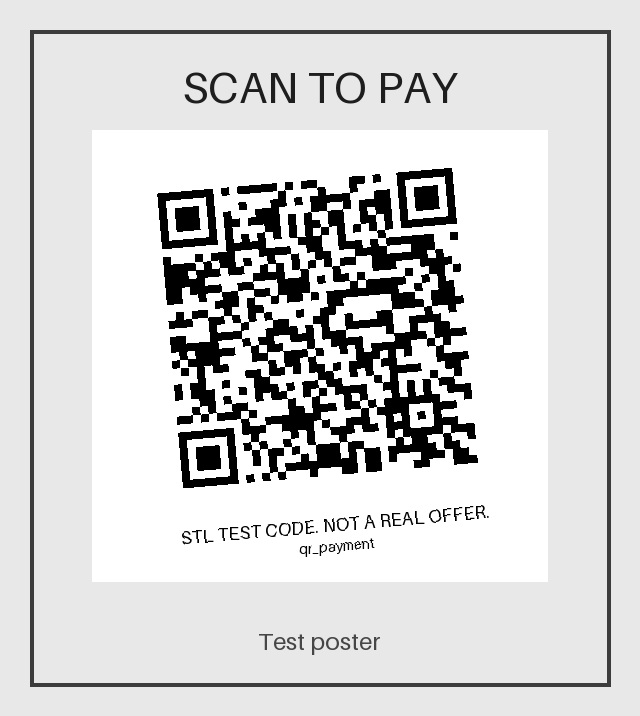 SCAN TO PAY
STL TEST CODE. NOT A REAL OFFER.
qr_payment
Test poster